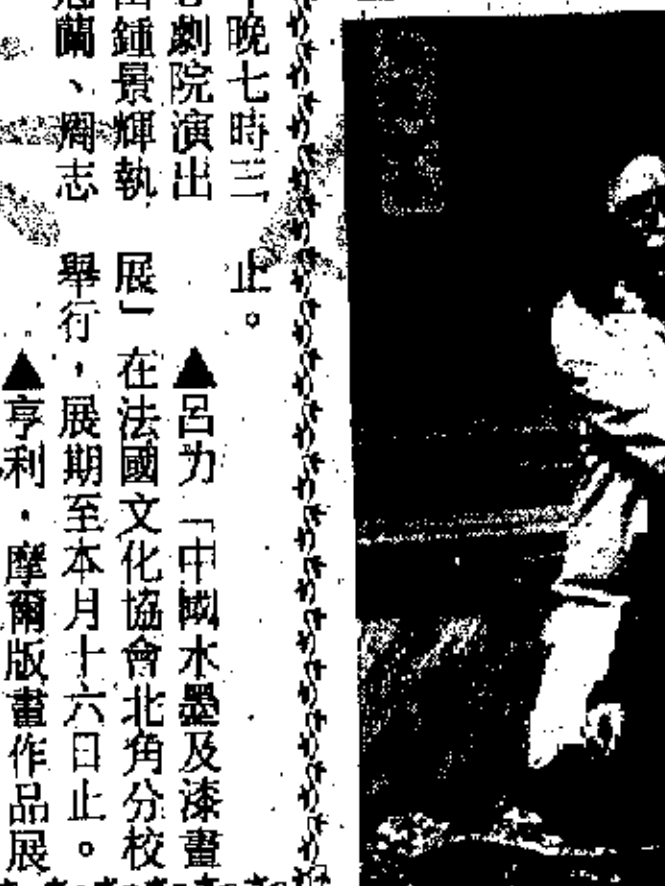 晚七時三
劇院演出
鍾景輝執
蘭、周志
止。
▲呂力「中國水墨及漆畫
展」在法國文化協會北角分校
舉行，展期至本月十六日止。
▲亨利．摩爾版畫作品展